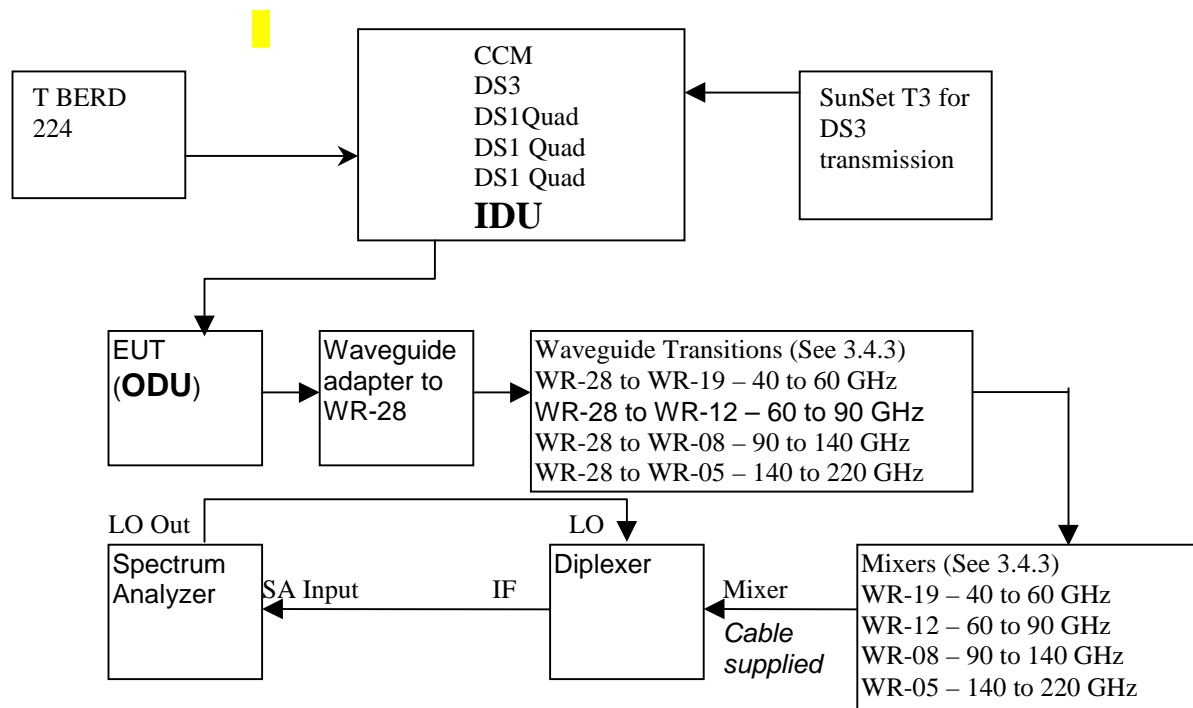 T BERD
224
CCM
DS3
DS1Quad
DS1 Quad
DS1 Quad
IDU
SunSet T3 for
DS3
transmission
EUT
(ODU)
Waveguide
adapter to
WR-28
Waveguide Transitions (See 3.4.3)
WR-28 to WR-19 – 40 to 60 GHz
WR-28 to WR-12 – 60 to 90 GHz
WR-28 to WR-08 – 90 to 140 GHz
WR-28 to WR-05 – 140 to 220 GHz
LO Out
LO
Spectrum
Analyzer
SA Input
IF
Diplexer
Mixer
Cable
supplied
Mixers (See 3.4.3)
WR-19 – 40 to 60 GHz
WR-12 – 60 to 90 GHz
WR-08 – 90 to 140 GHz
WR-05 – 140 to 220 GHz